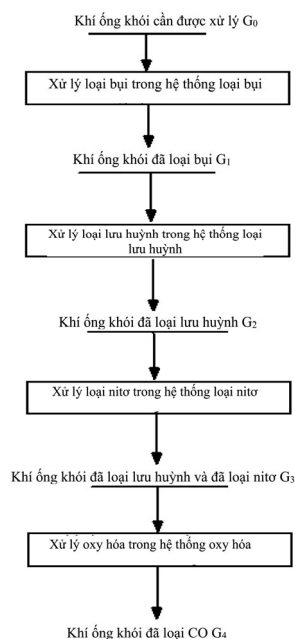 Khí ống khói cần được xử lý G₀
Xử lý loại bụi trong hệ thống loại bụi
Khí ống khói đã loại bụi G₁
Xử lý loại lưu huỳnh trong hệ thống loại
lưu huỳnh
Khí ống khói đã loại lưu huỳnh G₂
Xử lý loại nitơ trong hệ thống loại nitơ
Khí ống khói đã loại lưu huỳnh và đã loại nitơ G₃
Xử lý oxy hóa trong hệ thống oxy hóa
Khí ống khói đã loại CO G₄